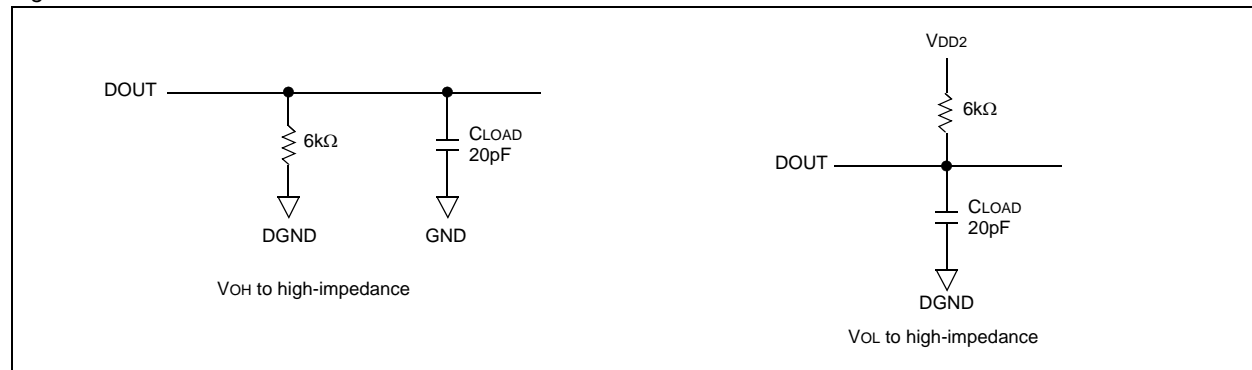 DOUT
6kΩ
CLOAD
20pF
DGND
GND
VOH to high-impedance
VDD2
6kΩ
DOUT
CLOAD
20pF
DGND
VOL to high-impedance